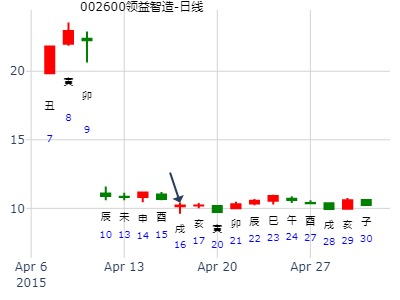 002600领益智造-日线
20
15
10
丑 寅 卯 辰 未 申 酉 戌 亥 寅 卯 辰 巳 午 酉 戌 亥 子
7 8 9 10 13 14 15 16 17 20 21 22 23 24 27 28 29 30
Apr 6 Apr 13 Apr 20 Apr 27
2015